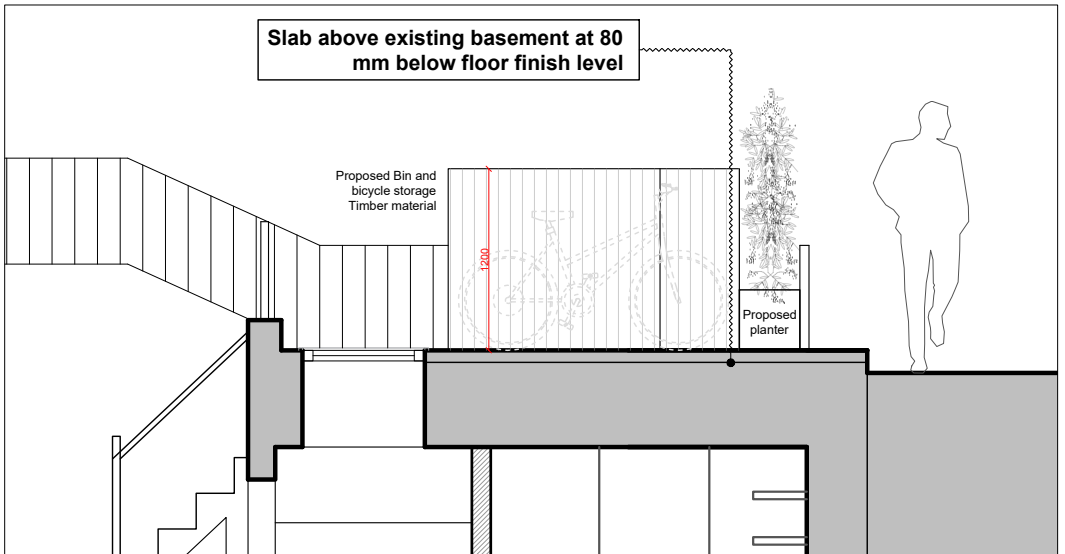 Slab above existing basement at 80
mm below floor finish level
Proposed Bin and
bicycle storage
Timber material
1200
Proposed
planter